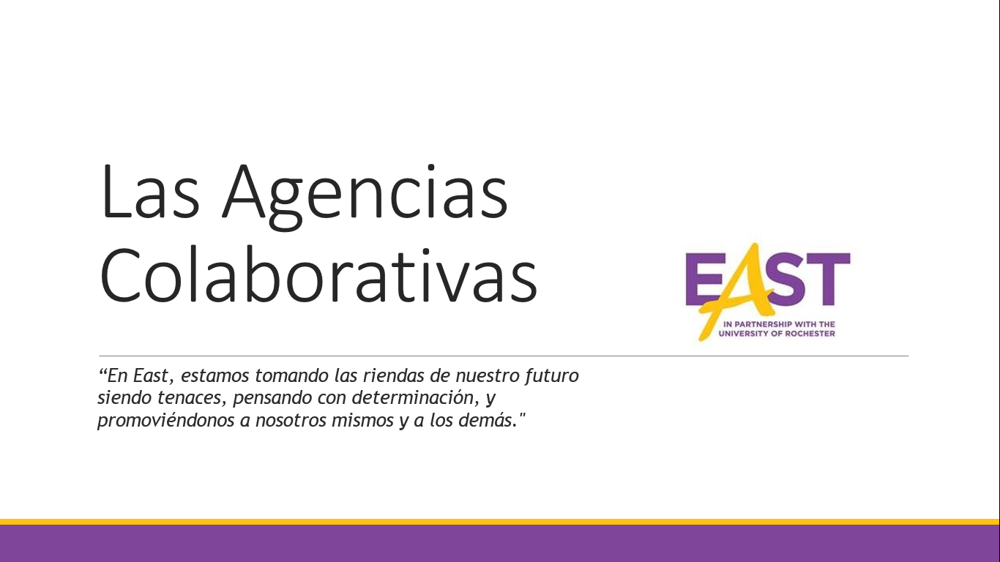 Las Agencias
Colaborativas
EAST
IN PARTNERSHIP WITH THE
UNIVERSITY OF ROCHESTER
“En East, estamos tomando las riendas de nuestro futuro
siendo tenaces, pensando con determinación, y
promoviéndonos a nosotros mismos y a los demás."